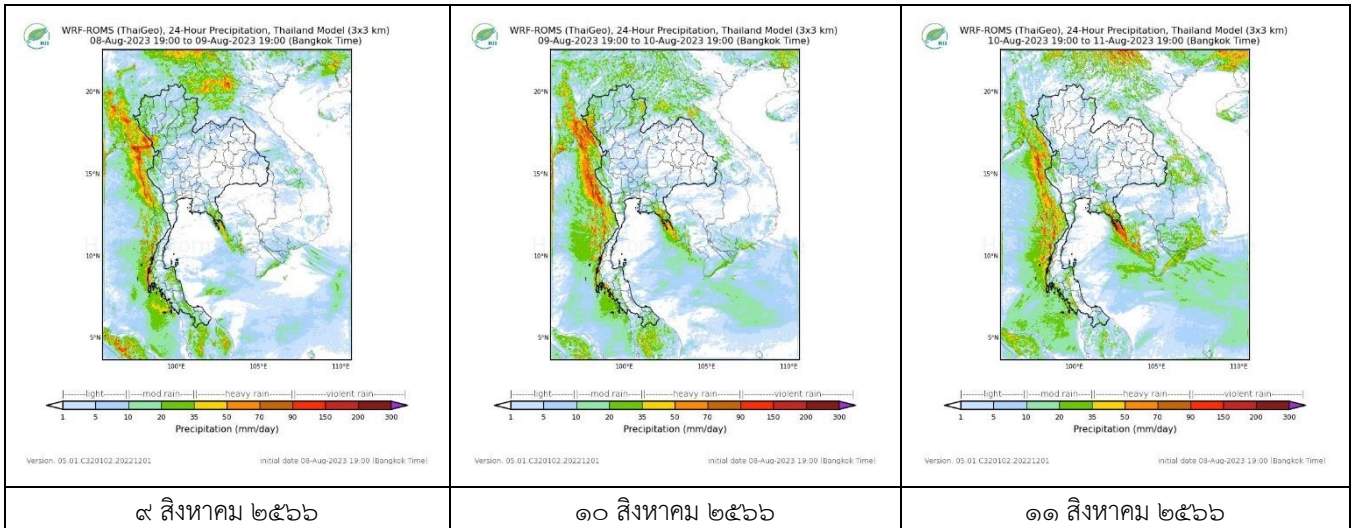 WRF-ROMS (ThaiGeo), 24-Hour Precipitation, Thailand Model (3x3 km)
08-Aug-2023 19:00 to 09-Aug-2023 19:00 (Bangkok Time)
20°N
15°N
10°N
5°N
100°E 105°E 110°E
light mod rain heavy rain violent rain
1 5 10 20 35 50 70 90 150 200 300
Precipitation (mm/day)
Version: 05.01.C320102.20221201 initial date 08-Aug-2023 19:00 (Bangkok Time)
๙ สิงหาคม ๒๕๖๖
WRF-ROMS (ThaiGeo), 24-Hour Precipitation, Thailand Model (3x3 km)
09-Aug-2023 19:00 to 10-Aug-2023 19:00 (Bangkok Time)
20°N
15°N
10°N
5°N
100°E 105°E 110°E
light mod rain heavy rain violent rain
1 5 10 20 35 50 70 90 150 200 300
Precipitation (mm/day)
Version: 05.01.C320102.20221201 initial date 08-Aug-2023 19:00 (Bangkok Time)
๑๐ สิงหาคม ๒๕๖๖
WRF-ROMS (ThaiGeo), 24-Hour Precipitation, Thailand Model (3x3 km)
10-Aug-2023 19:00 to 11-Aug-2023 19:00 (Bangkok Time)
20°N
15°N
10°N
5°N
100°E 105°E 110°E
light mod rain heavy rain violent rain
1 5 10 20 35 50 70 90 150 200 300
Precipitation (mm/day)
Version: 05.01.C320102.20221201 initial date 08-Aug-2023 19:00 (Bangkok Time)
๑๑ สิงหาคม ๒๕๖๖